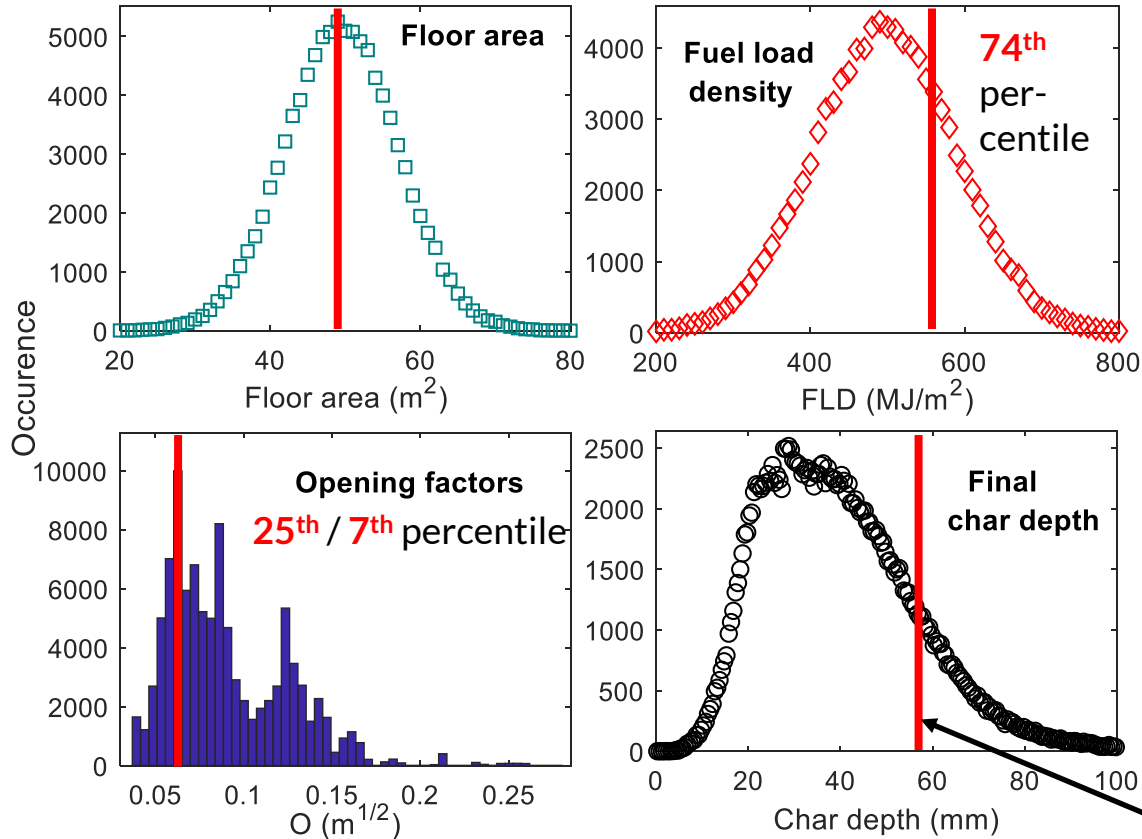 Occurence
Floor area
5000
4000
3000
2000
1000
0
20
40
60
80
Floor area (m²)
Fuel load
density
74th
per-
centile
4000
3000
2000
1000
0
200
400
600
800
FLD (MJ/m²)
Opening factors
25th / 7th percentile
10000
8000
6000
4000
2000
0
0.05
0.1
0.15
0.2
0.25
O (m^1/2)
Final
char depth
2500
2000
1500
1000
500
0
0
20
40
60
80
100
Char depth (mm)